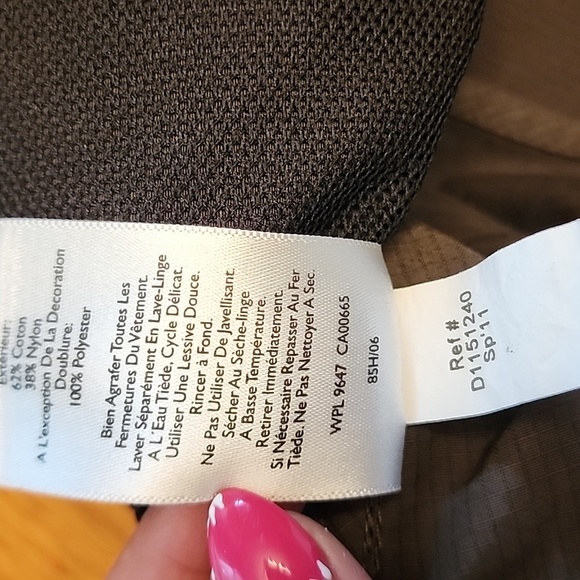 Extérieur:
62% Coton
38% Nylon
A L'exception De La Decoration
Doublure:
100% Polyester
Bien Agrafer Toutes Les
Fermetures Du Vêtement.
Laver Séparément En Lave-Linge
A L'Eau Tiède, Cycle Délicat.
Utiliser Une Lessive Douce.
Rincer à Fond.
Ne Pas Utiliser De Javellisant.
Sécher Au Sèche-linge
A Basse Température.
Retirer Immédiatement.
Si Nécessaire Repasser Au Fer
Tiède. Ne Pas Nettoyer A Sec.
WPL 9647 CA00665
85H/06
Ref #
D1151240
Sp'11